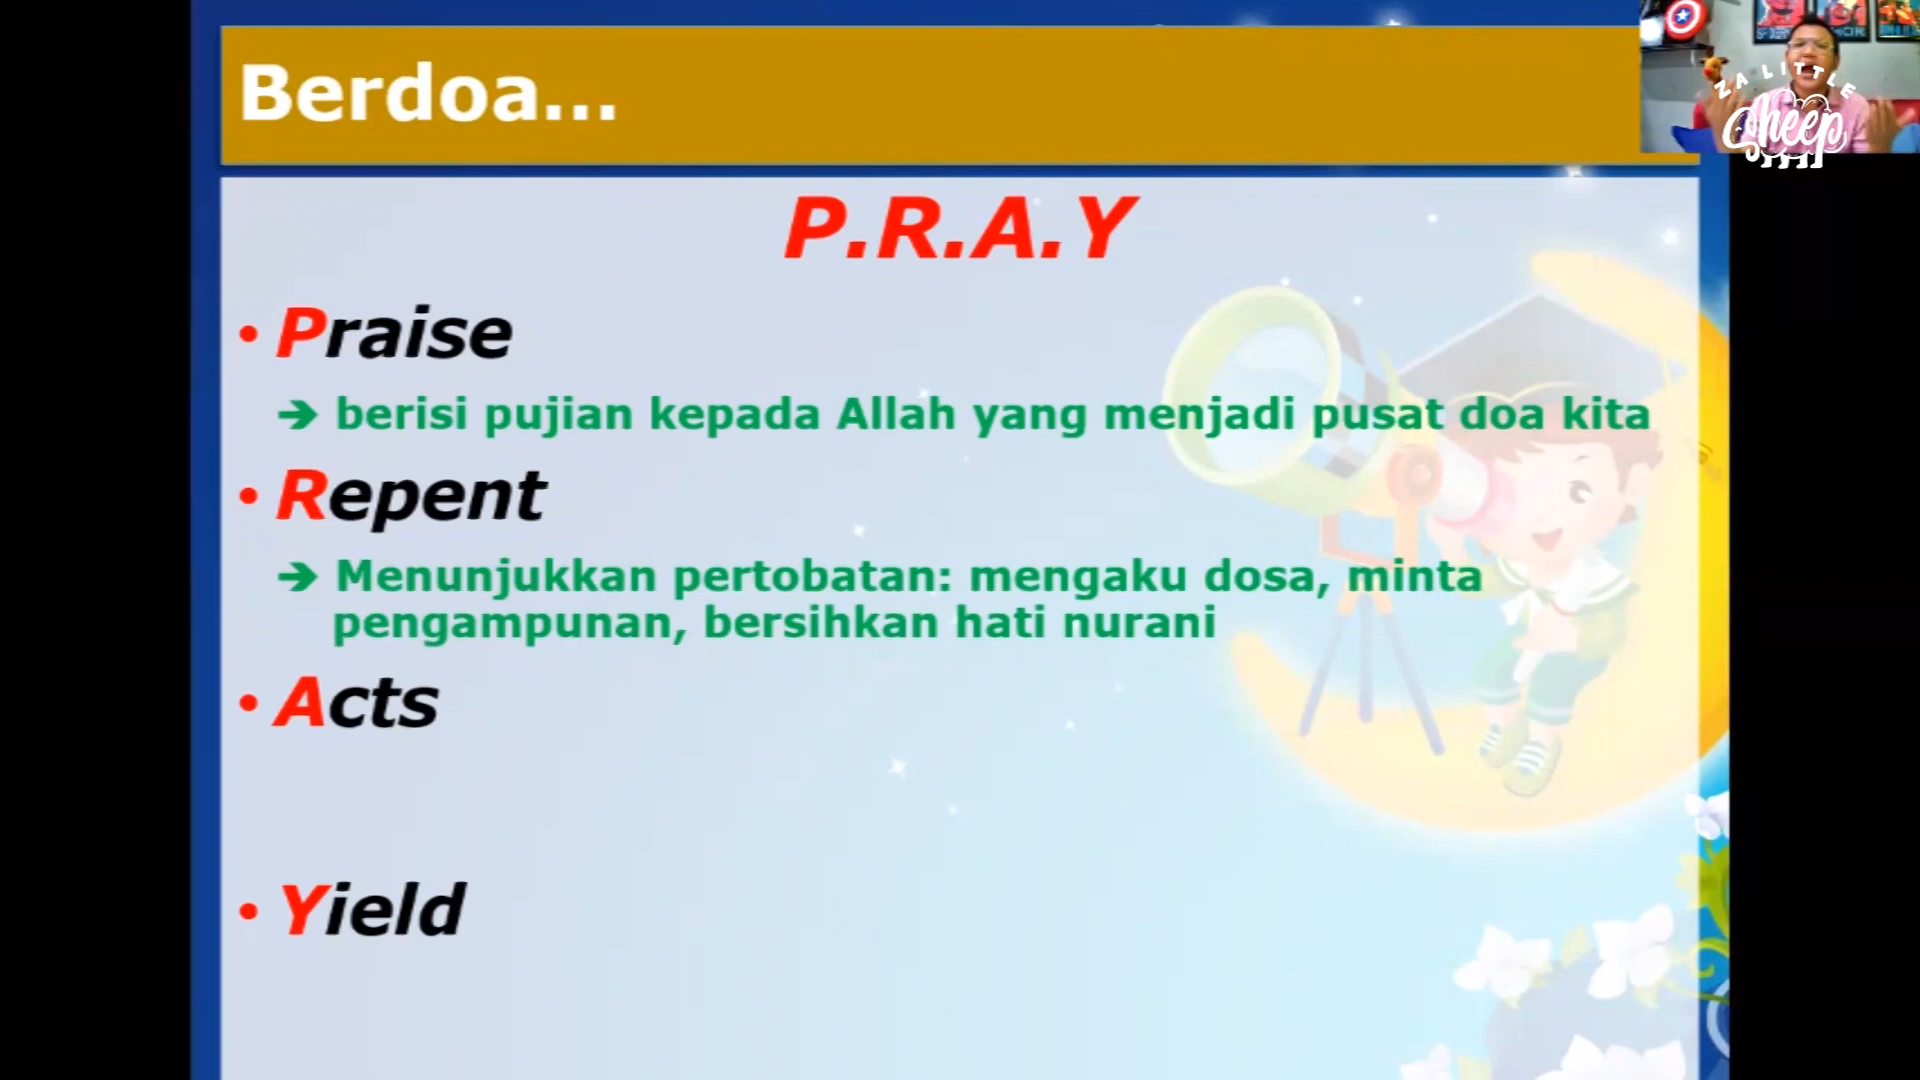 Berdoa...
ZA LITTLE
Sheep
P.R.A.Y
• Praise
➔ berisi pujian kepada Allah yang menjadi pusat doa kita
• Repent
➔ Menunjukkan pertobatan: mengaku dosa, minta
pengampunan, bersihkan hati nurani
• Acts
• Yield